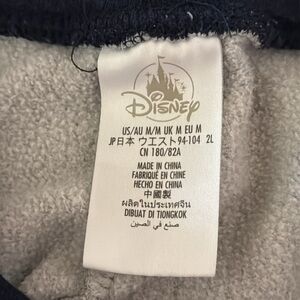 Disney
US/AU M/M UK M EU M
JP日本 ウエスト94-104 2L
CN 180/82A
MADE IN CHINA
FABRIQUÉ EN CHINE
HECHO EN CHINA
中國製
ผลิตในประเทศจีน
DIBUAT DI TIONGKOK
صنع في الصين